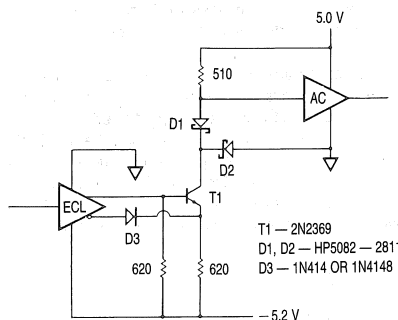 5.0 V
510
AC
D1
D2
ECL
T1
D3
620
620
T1 — 2N2369
D1, D2 — HP5082 — 2811
D3 — 1N414 OR 1N4148
— 5.2 V